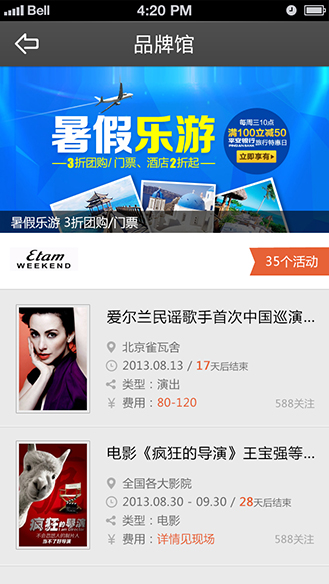 Bell 4:20 PM
品牌馆
暑假乐游
3折团购/门票、酒店2折起
每周三10点
满100立减50
平安银行旅行特惠日
立即享有
暑假乐游 3折团购/门票
Etam
WEEKEND
35个活动
爱尔兰民谣歌手首次中国巡演...
北京雀瓦舍
2013.08.13 / 17天后结束
类型：演出
费用：80-120
588关注
电影《疯狂的导演》王宝强等...
全国各大影院
2013.08.30 - 09.30 / 28天后结束
类型：电影
费用：详情见现场
588关注
疯狂的导演